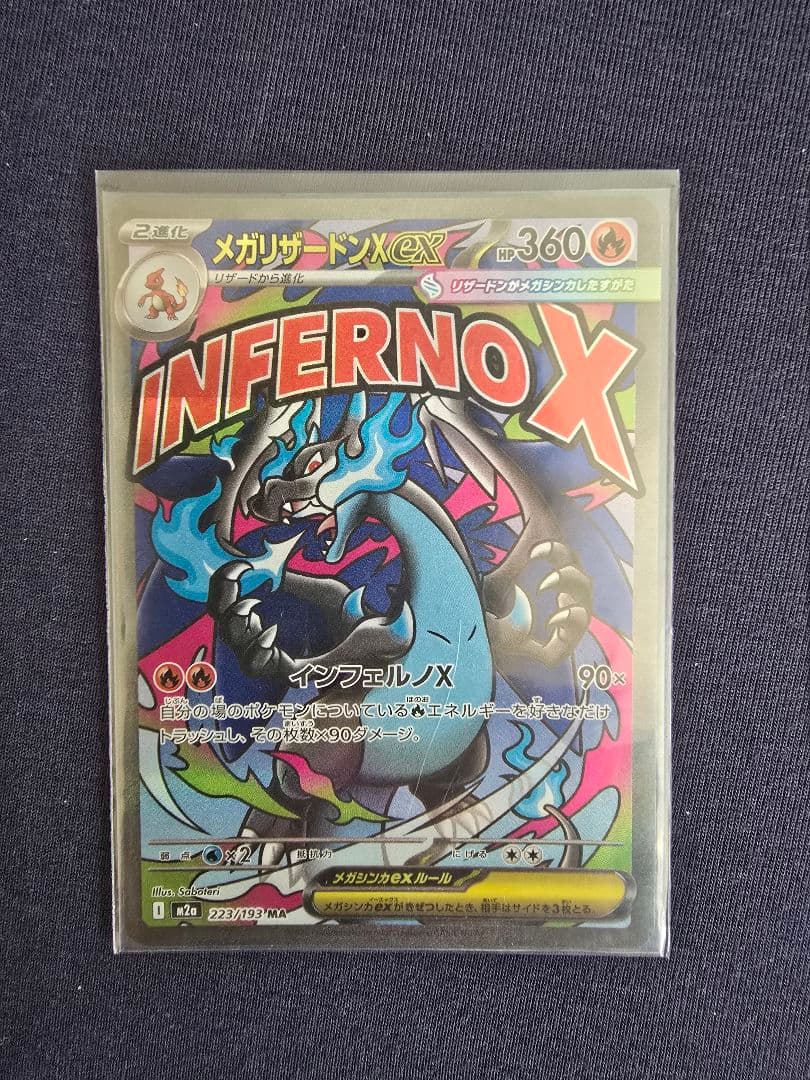 2進化
メガリザードンXex
HP360
リザードから進化
リザードンがメガシンカしたすがた
INFERNO X
インフェルノX 90×
自分の場のポケモンについているエネルギーを好きなだけ
トラッシュし、その枚数×90ダメージ。
弱点 ×2 抵抗力 にげる
メガシンカexルール
メガシンカexがきぜつしたとき、相手はサイドを3枚とる。
Illus. Saboteri
I m2a 223/193 MA